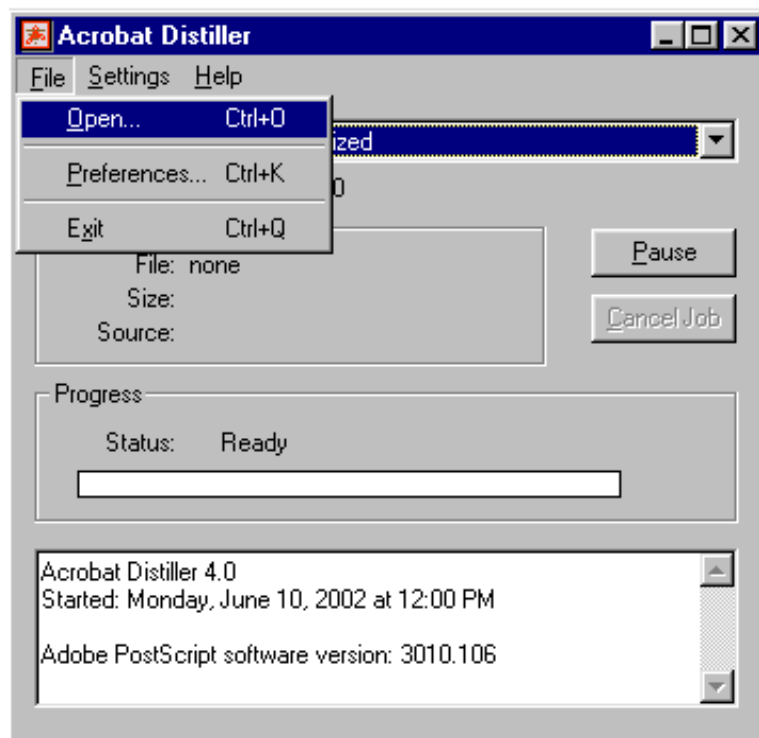 Acrobat Distiller
File Settings Help
Open... Ctrl+O
ized
Preferences... Ctrl+K
0
Exit Ctrl+Q
File: none
Pause
Size:
Cancel Job
Source:
Progress
Status: Ready
Acrobat Distiller 4.0
Started: Monday, June 10, 2002 at 12:00 PM
Adobe PostScript software version: 3010.106